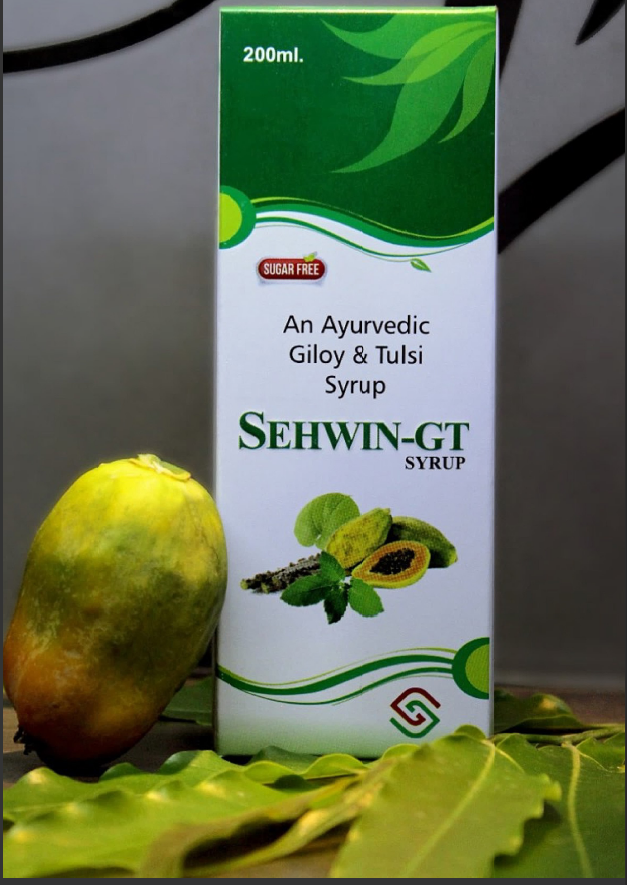 200ml.
SUGAR FREE
An Ayurvedic
Giloy & Tulsi
Syrup
SEHWIN-GT
SYRUP